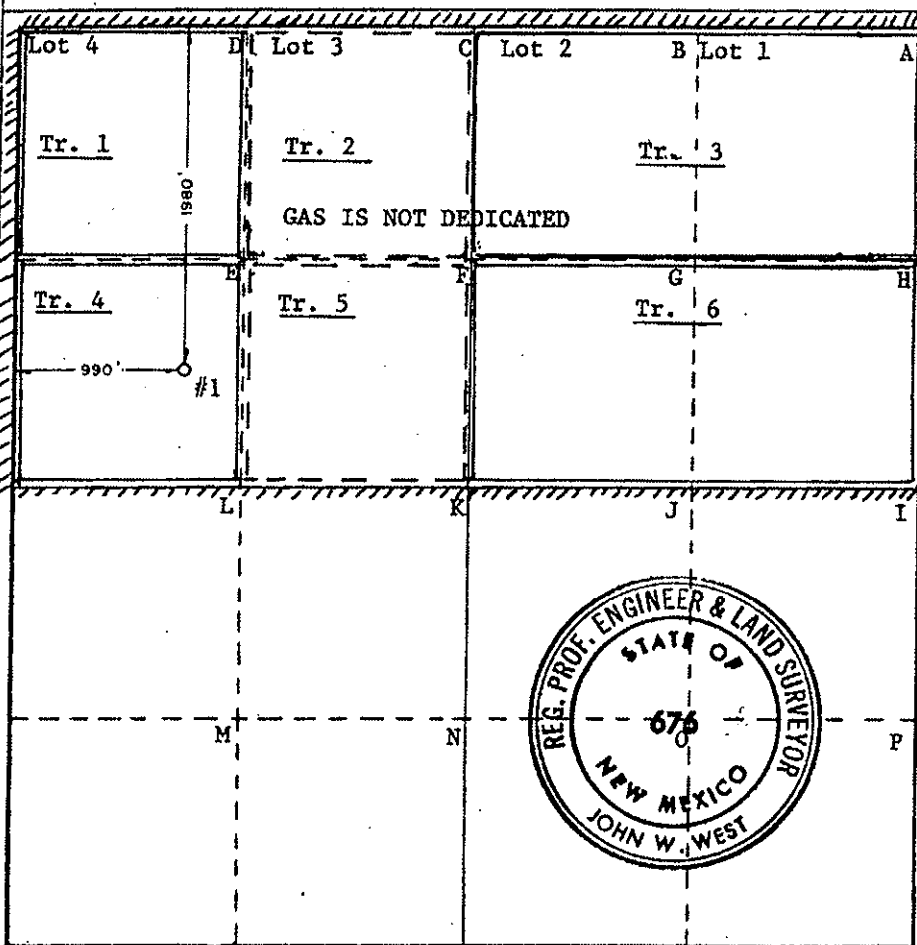 Lot 4 D Lot 3 C Lot 2 B Lot 1 A
Tr. 1 Tr. 2 Tr. 3
1980'
GAS IS NOT DEDICATED
E F G H
Tr. 4 Tr. 5 Tr. 6
990'
#1
L K J I
REG. PROF. ENGINEER & LAND SURVEYOR
STATE OF
676
M N O P
NEW MEXICO
JOHN W. WEST